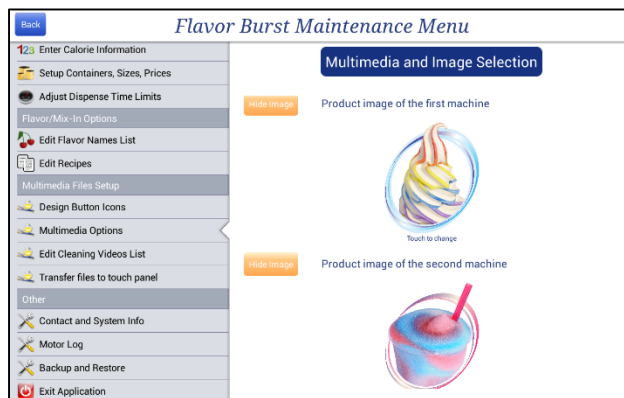 Back
Flavor Burst Maintenance Menu
123 Enter Calorie Information
Setup Containers, Sizes, Prices
Adjust Dispense Time Limits
Flavor/Mix-In Options
Edit Flavor Names List
Edit Recipes
Multimedia Files Setup
Design Button Icons
Multimedia Options
Edit Cleaning Videos List
Transfer files to touch panel
Other
Contact and System Info
Motor Log
Backup and Restore
Exit Application
Multimedia and Image Selection
Hide Image
Product image of the first machine
Touch to change
Hide Image
Product image of the second machine